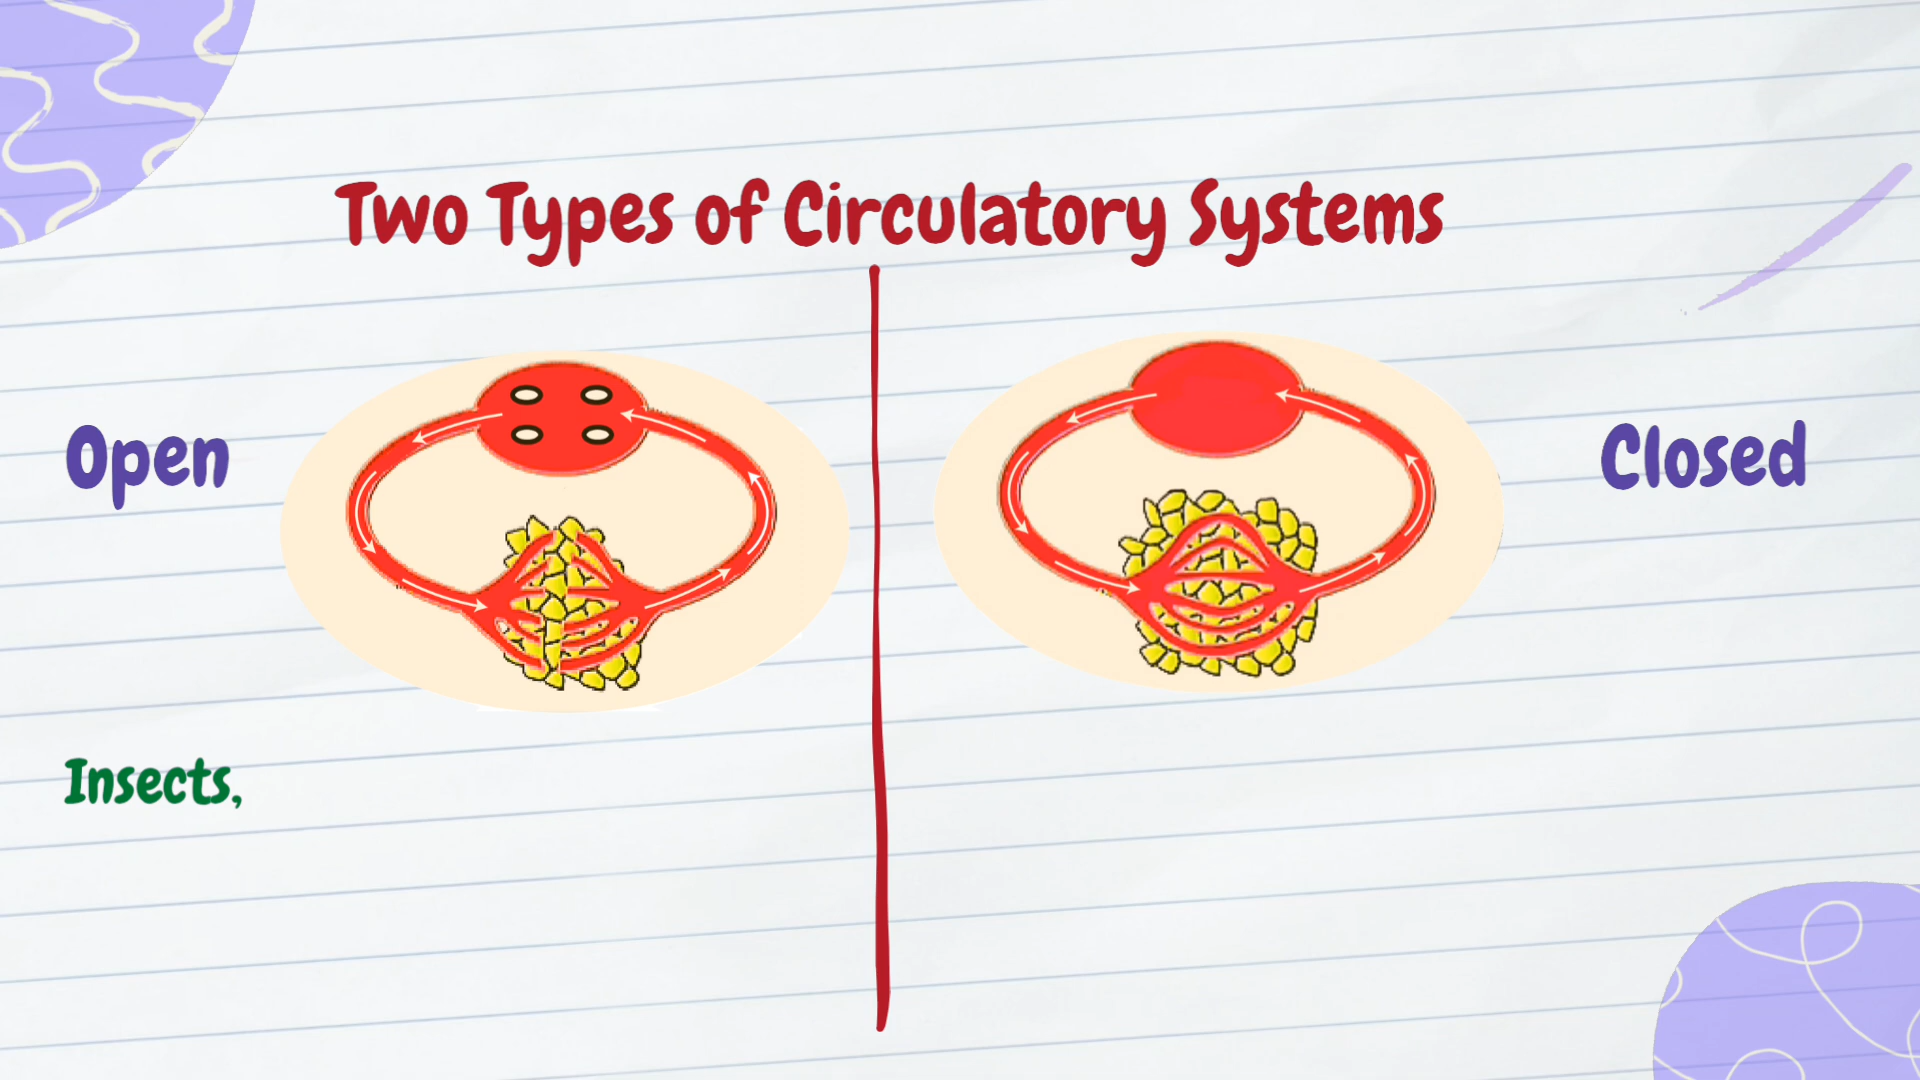 Two Types of Circulatory Systems
Open
Closed
Insects,